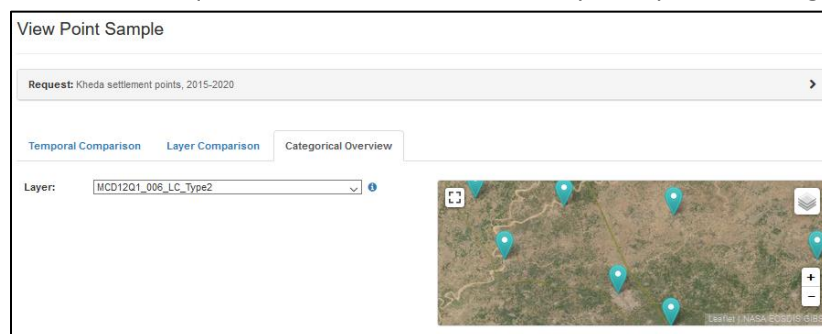 View Point Sample
Request: Kheda settlement points, 2015-2020
Temporal Comparison Layer Comparison Categorical Overview
Layer: MCD12Q1_006_LC_Type2
+
−
Leaflet | NASA EOSDIS GIBS